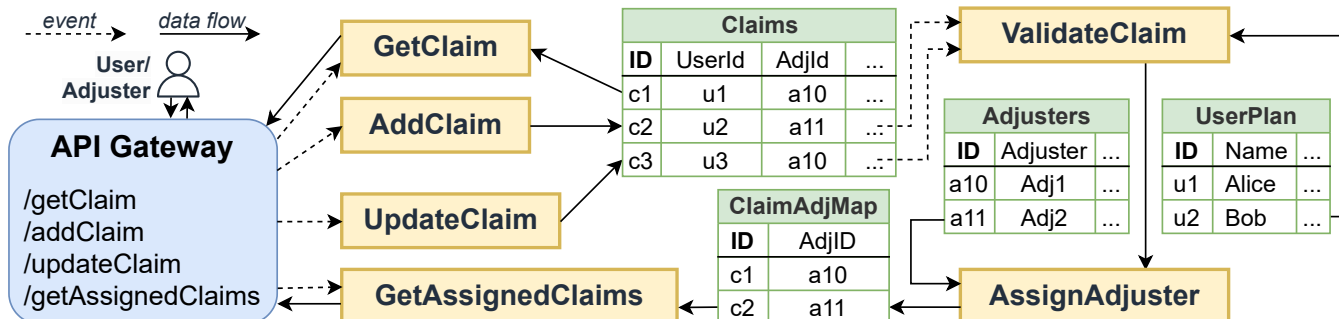 event
data flow
User/
Adjuster
API Gateway
/getClaim
/addClaim
/updateClaim
/getAssignedClaims
GetClaim
AddClaim
UpdateClaim
GetAssignedClaims
Claims
ID UserId AdjId ...
c1 u1 a10 ...
c2 u2 a11 ...
c3 u3 a10 ...
ClaimAdjMap
ID AdjID
c1 a10
c2 a11
ValidateClaim
Adjusters
ID Adjuster ...
a10 Adj1 ...
a11 Adj2 ...
UserPlan
ID Name ...
u1 Alice ...
u2 Bob ...
AssignAdjuster